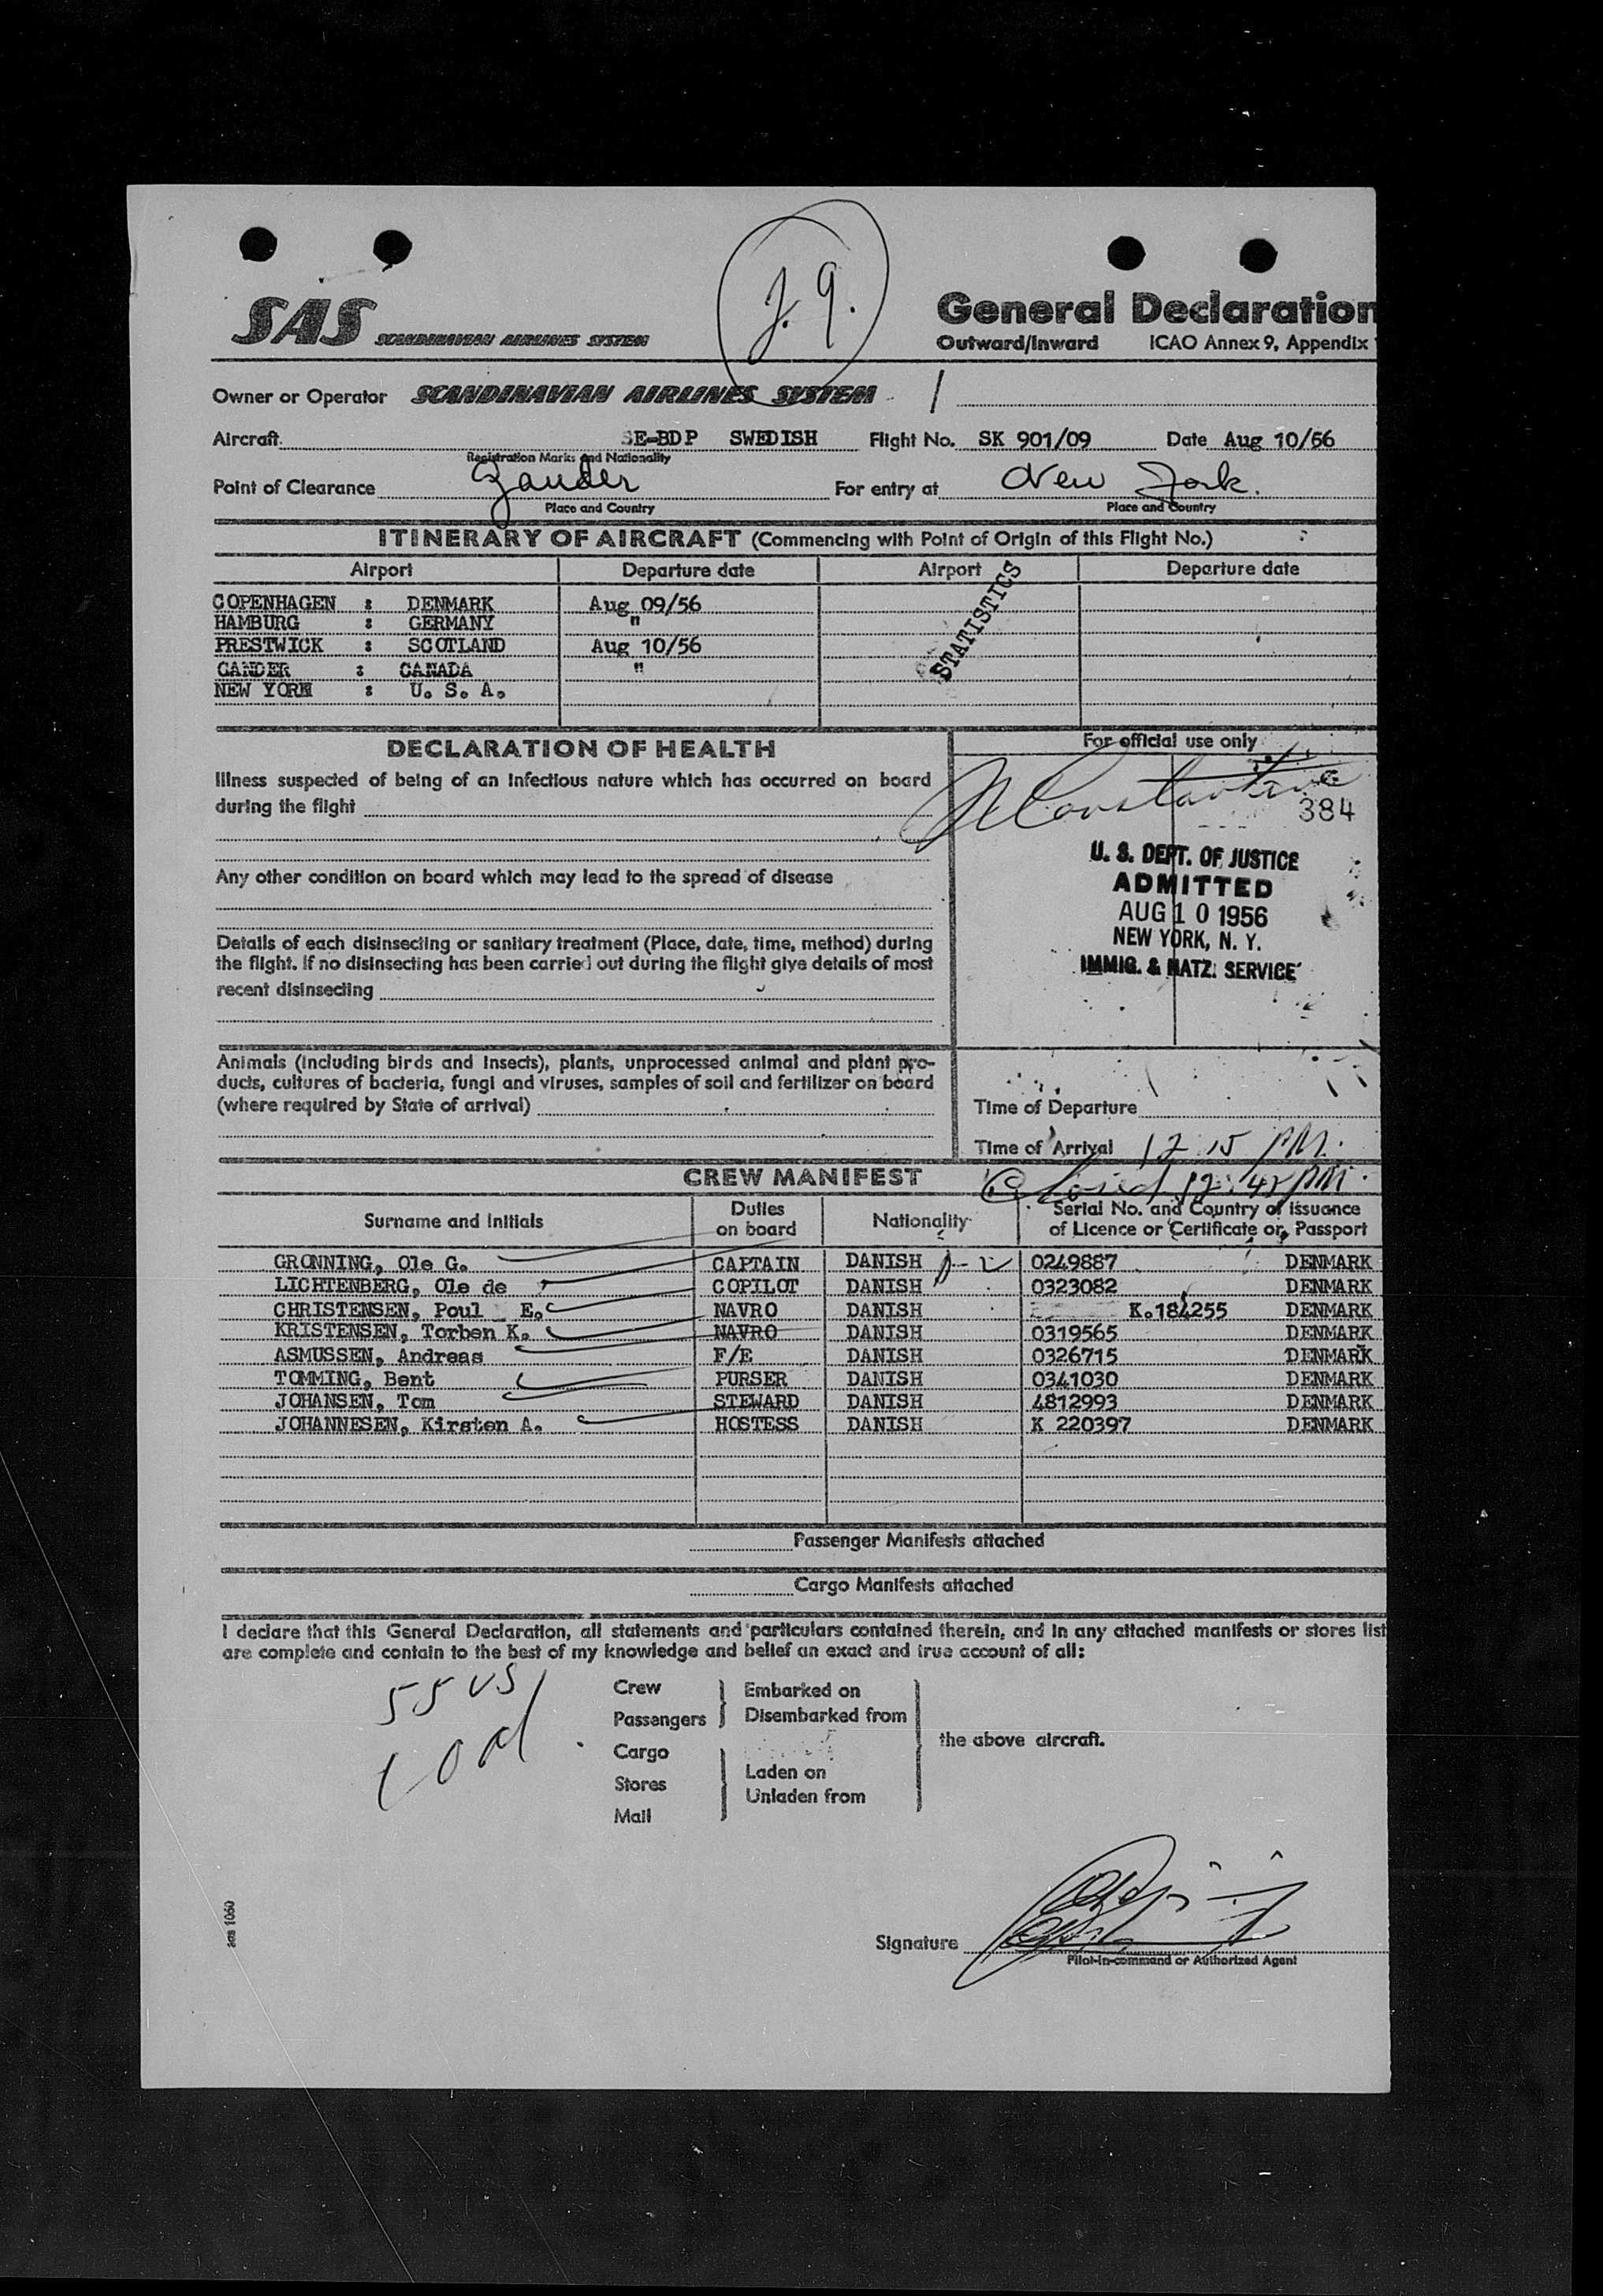 J. 9.
SAS SCANDINAVIAN AIRLINES SYSTEM
General Declaration
Outward/Inward ICAO Annex 9, Appendix
Owner or Operator SCANDINAVIAN AIRLINES SYSTEM
Aircraft SE-BDP SWEDISH Flight No. SK 901/09 Date Aug 10/56
Registration Marks and Nationality
Point of Clearance Gander For entry at New York.
Place and Country Place and Country
ITINERARY OF AIRCRAFT (Commencing with Point of Origin of this Flight No.)
Airport Departure date Airport Departure date
COPENHAGEN : DENMARK Aug 09/56
HAMBURG : GERMANY "
PRESTWICK : SCOTLAND Aug 10/56
GANDER : CANADA "
NEW YORK : U. S. A.
STATISTICS
DECLARATION OF HEALTH
Illness suspected of being of an infectious nature which has occurred on board
during the flight
Any other condition on board which may lead to the spread of disease
Details of each disinsecting or sanitary treatment (Place, date, time, method) during
the flight. If no disinsecting has been carried out during the flight give details of most
recent disinsecting
Animals (including birds and insects), plants, unprocessed animal and plant pro-
ducts, cultures of bacteria, fungi and viruses, samples of soil and fertilizer on board
(where required by State of arrival)
For official use only
384
U. S. DEPT. OF JUSTICE
ADMITTED
AUG 10 1956
NEW YORK, N. Y.
IMMIG. & NATZ. SERVICE
Time of Departure
Time of Arrival 12 15 PM.
Closed 12:45 PM.
CREW MANIFEST
Surname and Initials Duties on board Nationality Serial No. and Country of issuance of Licence or Certificate or Passport
GRONNING, Ole G. CAPTAIN DANISH 0249887 DENMARK
LICHTENBERG, Ole de COPILOT DANISH 0323082 DENMARK
CHRISTENSEN, Poul E. NAVRO DANISH K.184255 DENMARK
KRISTENSEN, Torben K. NAVRO DANISH 0319565 DENMARK
ASMUSSEN, Andreas F/E DANISH 0326715 DENMARK
TOMMING, Bent PURSER DANISH 0341030 DENMARK
JOHANSEN, Tom STEWARD DANISH 4812993 DENMARK
JOHANNESEN, Kirsten A. HOSTESS DANISH K 220397 DENMARK
Passenger Manifests attached
Cargo Manifests attached
I declare that this General Declaration, all statements and particulars contained therein, and in any attached manifests or stores list
are complete and contain to the best of my knowledge and belief an exact and true account of all:
55 US
Crew
Passengers
Embarked on
Disembarked from
Cargo
Stores
Mail
Laden on
Unladen from
the above aircraft.
Signature
Pilot-in-command or Authorized Agent
sas 1060